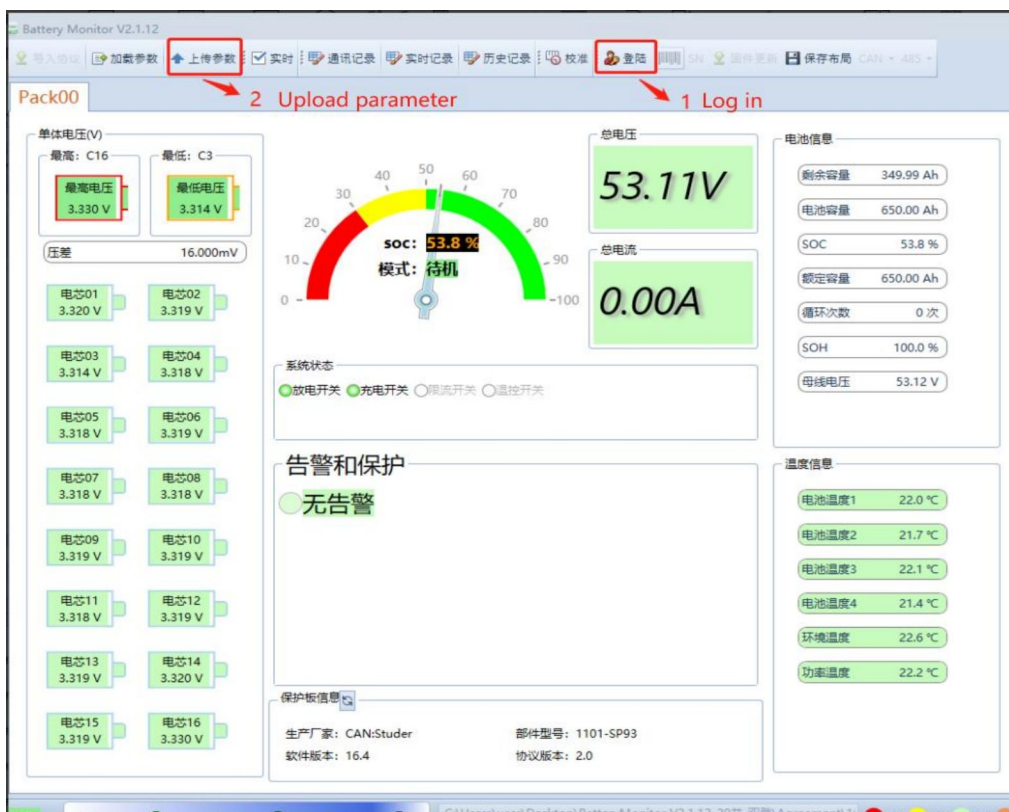 Battery Monitor V2.1.12
导入协议 加载参数 上传参数 实时 通讯记录 实时记录 历史记录 校准 登陆 SN 固件更新 保存布局 CAN 485
2 Upload parameter
1 Log in
Pack00
单体电压(V)
最高: C16
最低: C3
最高电压
3.330 V
最低电压
3.314 V
压差 16.000mV
电芯01
3.320 V
电芯02
3.319 V
电芯03
3.314 V
电芯04
3.318 V
电芯05
3.318 V
电芯06
3.319 V
电芯07
3.318 V
电芯08
3.318 V
电芯09
3.319 V
电芯10
3.319 V
电芯11
3.318 V
电芯12
3.319 V
电芯13
3.319 V
电芯14
3.320 V
电芯15
3.319 V
电芯16
3.330 V
0 10 20 30 40 50 60 70 80 90 100
soc: 53.8 %
模式: 待机
总电压
53.11V
总电流
0.00A
系统状态
放电开关 充电开关 限流开关 温控开关
告警和保护
无告警
保护板信息
生产厂家: CAN:Studer
部件型号: 1101-SP93
软件版本: 16.4
协议版本: 2.0
电池信息
剩余容量 349.99 Ah
电池容量 650.00 Ah
SOC 53.8 %
额定容量 650.00 Ah
循环次数 0 次
SOH 100.0 %
母线电压 53.12 V
温度信息
电池温度1 22.0 ℃
电池温度2 21.7 ℃
电池温度3 22.1 ℃
电池温度4 21.4 ℃
环境温度 22.6 ℃
功率温度 22.2 ℃